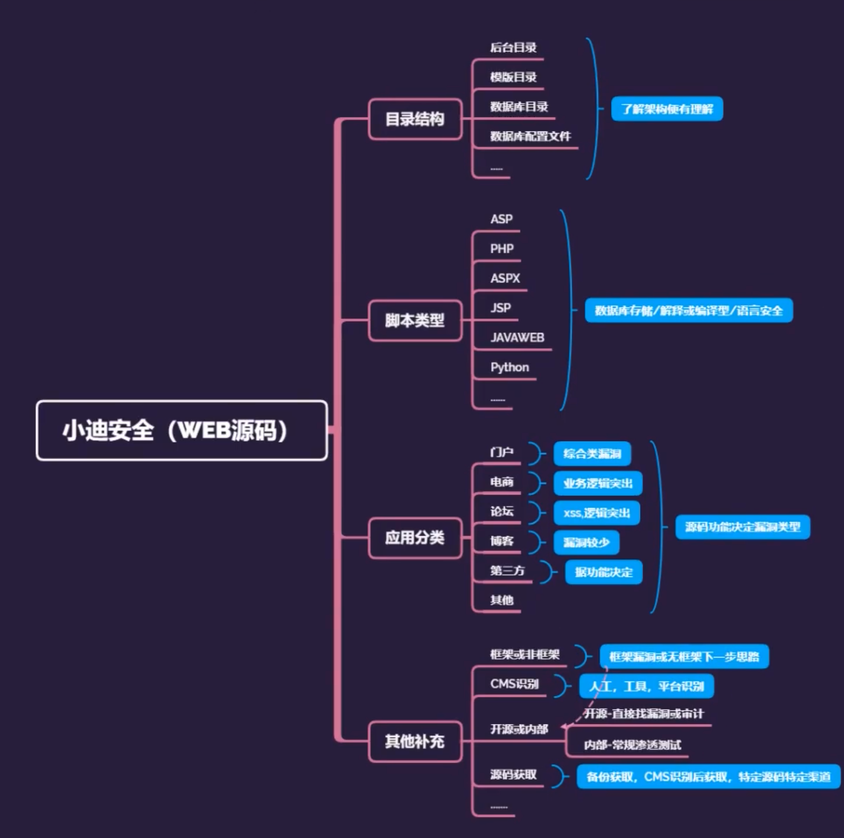 小迪安全（WEB源码）
目录结构
后台目录
模版目录
数据库目录
数据库配置文件
......
了解架构便有理解
脚本类型
ASP
PHP
ASPX
JSP
JAVAWEB
Python
......
数据库存储/解释或编译型/语言安全
应用分类
门户
综合类漏洞
电商
业务逻辑突出
论坛
xss,逻辑突出
博客
漏洞较少
第三方
据功能决定
其他
源码功能决定漏洞类型
其他补充
框架或非框架
框架漏洞或无框架下一步思路
CMS识别
人工，工具，平台识别
开源或内部
开源-直接找漏洞或审计
内部-常规渗透测试
源码获取
备份获取，CMS识别后获取，特定源码特定渠道
.......